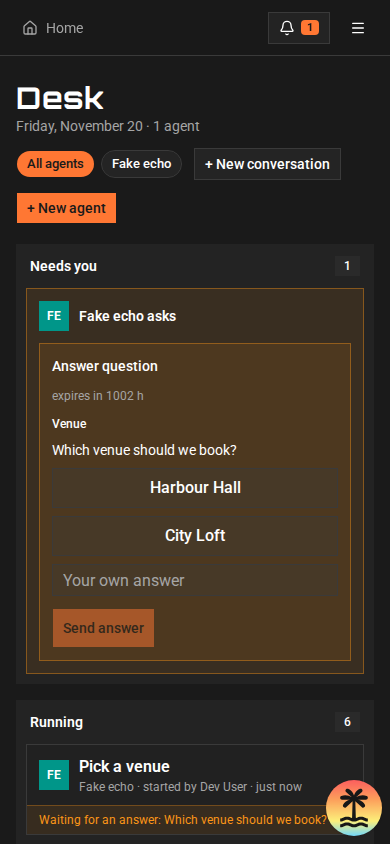 Home
1
Desk
Friday, November 20 · 1 agent
All agents
Fake echo
+ New conversation
+ New agent
Needs you
1
FE
Fake echo asks
Answer question
expires in 1002 h
Venue
Which venue should we book?
Harbour Hall
City Loft
Your own answer
Send answer
Running
6
FE
Pick a venue
Fake echo · started by Dev User · just now
Waiting for an answer: Which venue should we book?